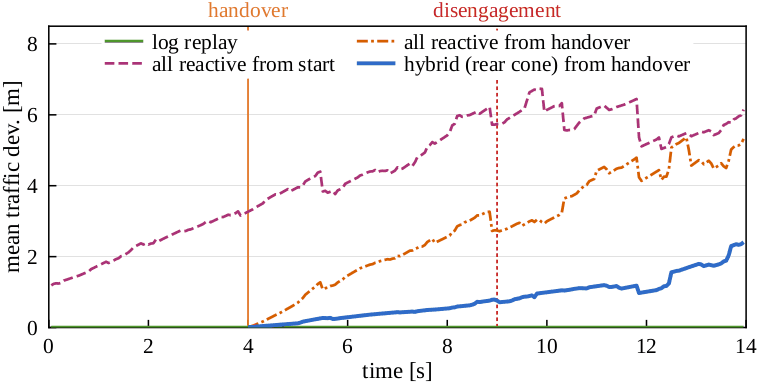 handover disengagement
log replay
all reactive from start
all reactive from handover
hybrid (rear cone) from handover
mean traffic dev. [m]
8
6
4
2
0
0 2 4 6 8 10 12 14
time [s]